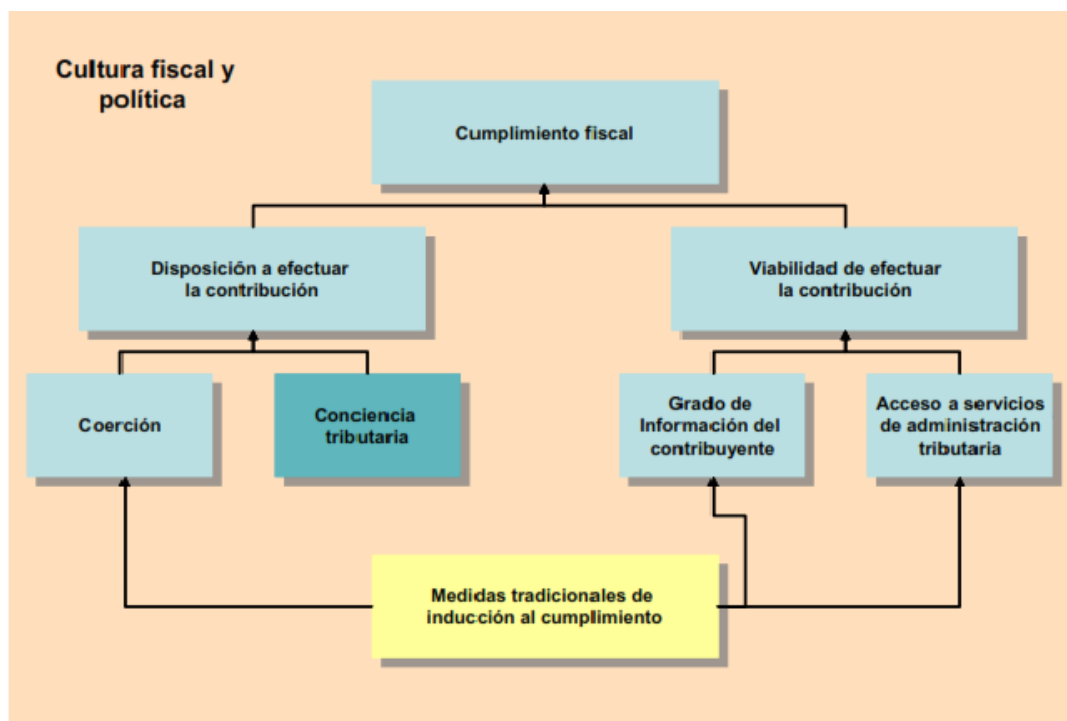 Cultura fiscal y
política
Cumplimiento fiscal
Disposición a efectuar
la contribución
Viabilidad de efectuar
la contribución
Coerción
Conciencia
tributaria
Grado de
Información del
contribuyente
Acceso a servicios
de administración
tributaria
Medidas tradicionales de
inducción al cumplimiento